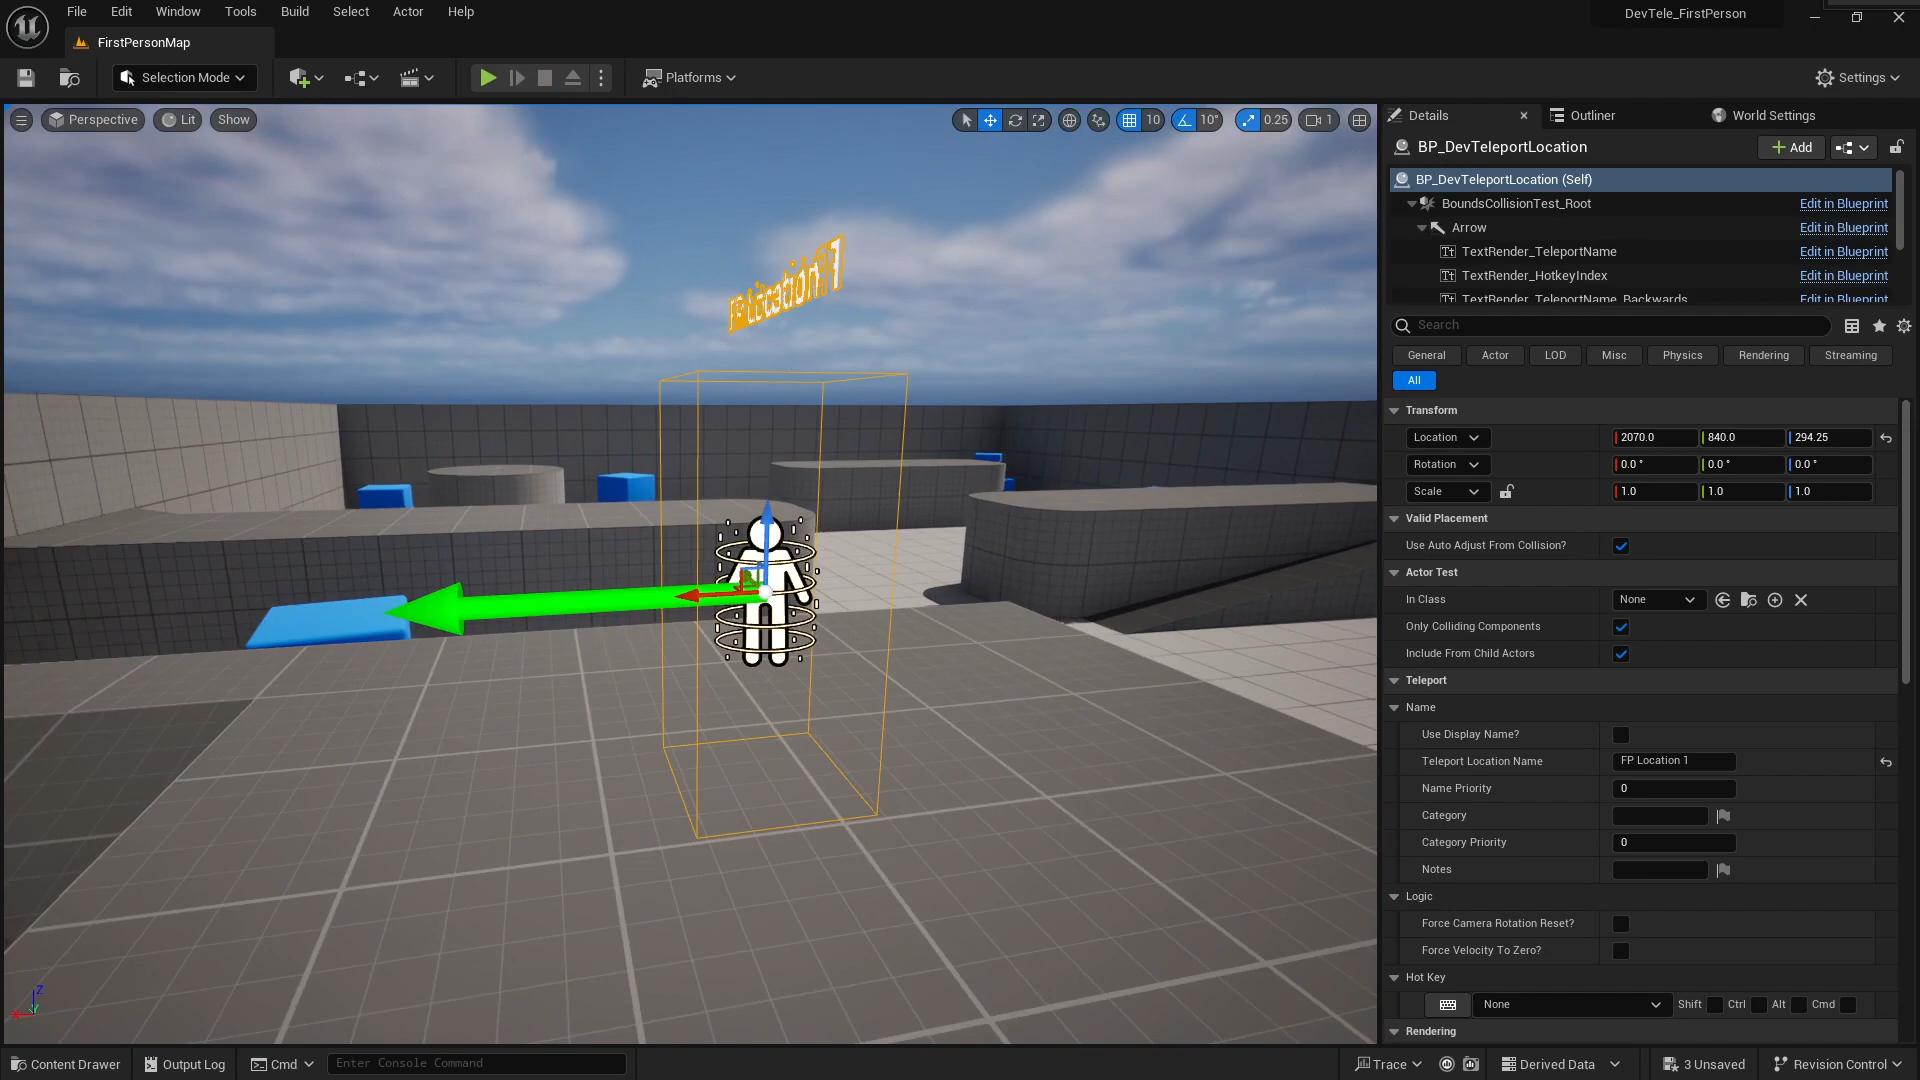 File Edit Window Tools Build Select Actor Help
DevTele_FirstPerson
FirstPersonMap
Selection Mode
Platforms
Settings
Perspective Lit Show
10 10° 0.25 1
Details Outliner World Settings
BP_DevTeleportLocation
Add
BP_DevTeleportLocation (Self)
BoundsCollisionTest_Root Edit in Blueprint
Arrow Edit in Blueprint
TextRender_TeleportName Edit in Blueprint
TextRender_HotkeyIndex Edit in Blueprint
TextRender_TeleportName_Backwards Edit in Blueprint
Search
General Actor LOD Misc Physics Rendering Streaming
All
Transform
Location 2070.0 840.0 294.25
Rotation 0.0 ° 0.0 ° 0.0 °
Scale 1.0 1.0 1.0
Valid Placement
Use Auto Adjust From Collision?
Actor Test
In Class None
Only Colliding Components
Include From Child Actors
Teleport
Name
Use Display Name?
Teleport Location Name FP Location 1
Name Priority 0
Category
Category Priority 0
Notes
Logic
Force Camera Rotation Reset?
Force Velocity To Zero?
Hot Key
None Shift Ctrl Alt Cmd
Rendering
Z
X
Content Drawer Output Log Cmd Enter Console Command
Trace Derived Data 3 Unsaved Revision Control